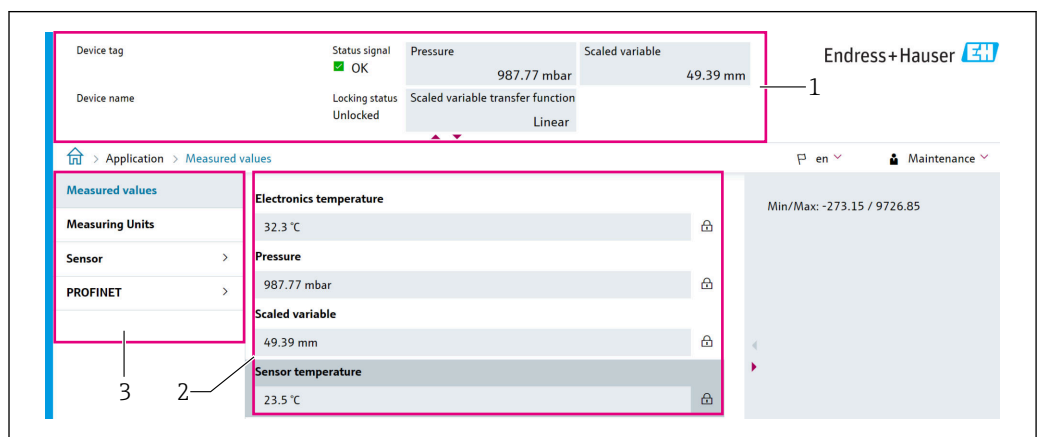 Device tag
Status signal
OK
Pressure
987.77 mbar
Scaled variable
49.39 mm
Endress+Hauser EH
1
Device name
Locking status
Unlocked
Scaled variable transfer function
Linear
> Application > Measured values
en
Maintenance
Measured values
Measuring Units
Sensor >
PROFINET >
3
2
Electronics temperature
32.3 °C
Pressure
987.77 mbar
Scaled variable
49.39 mm
Sensor temperature
23.5 °C
Min/Max: -273.15 / 9726.85